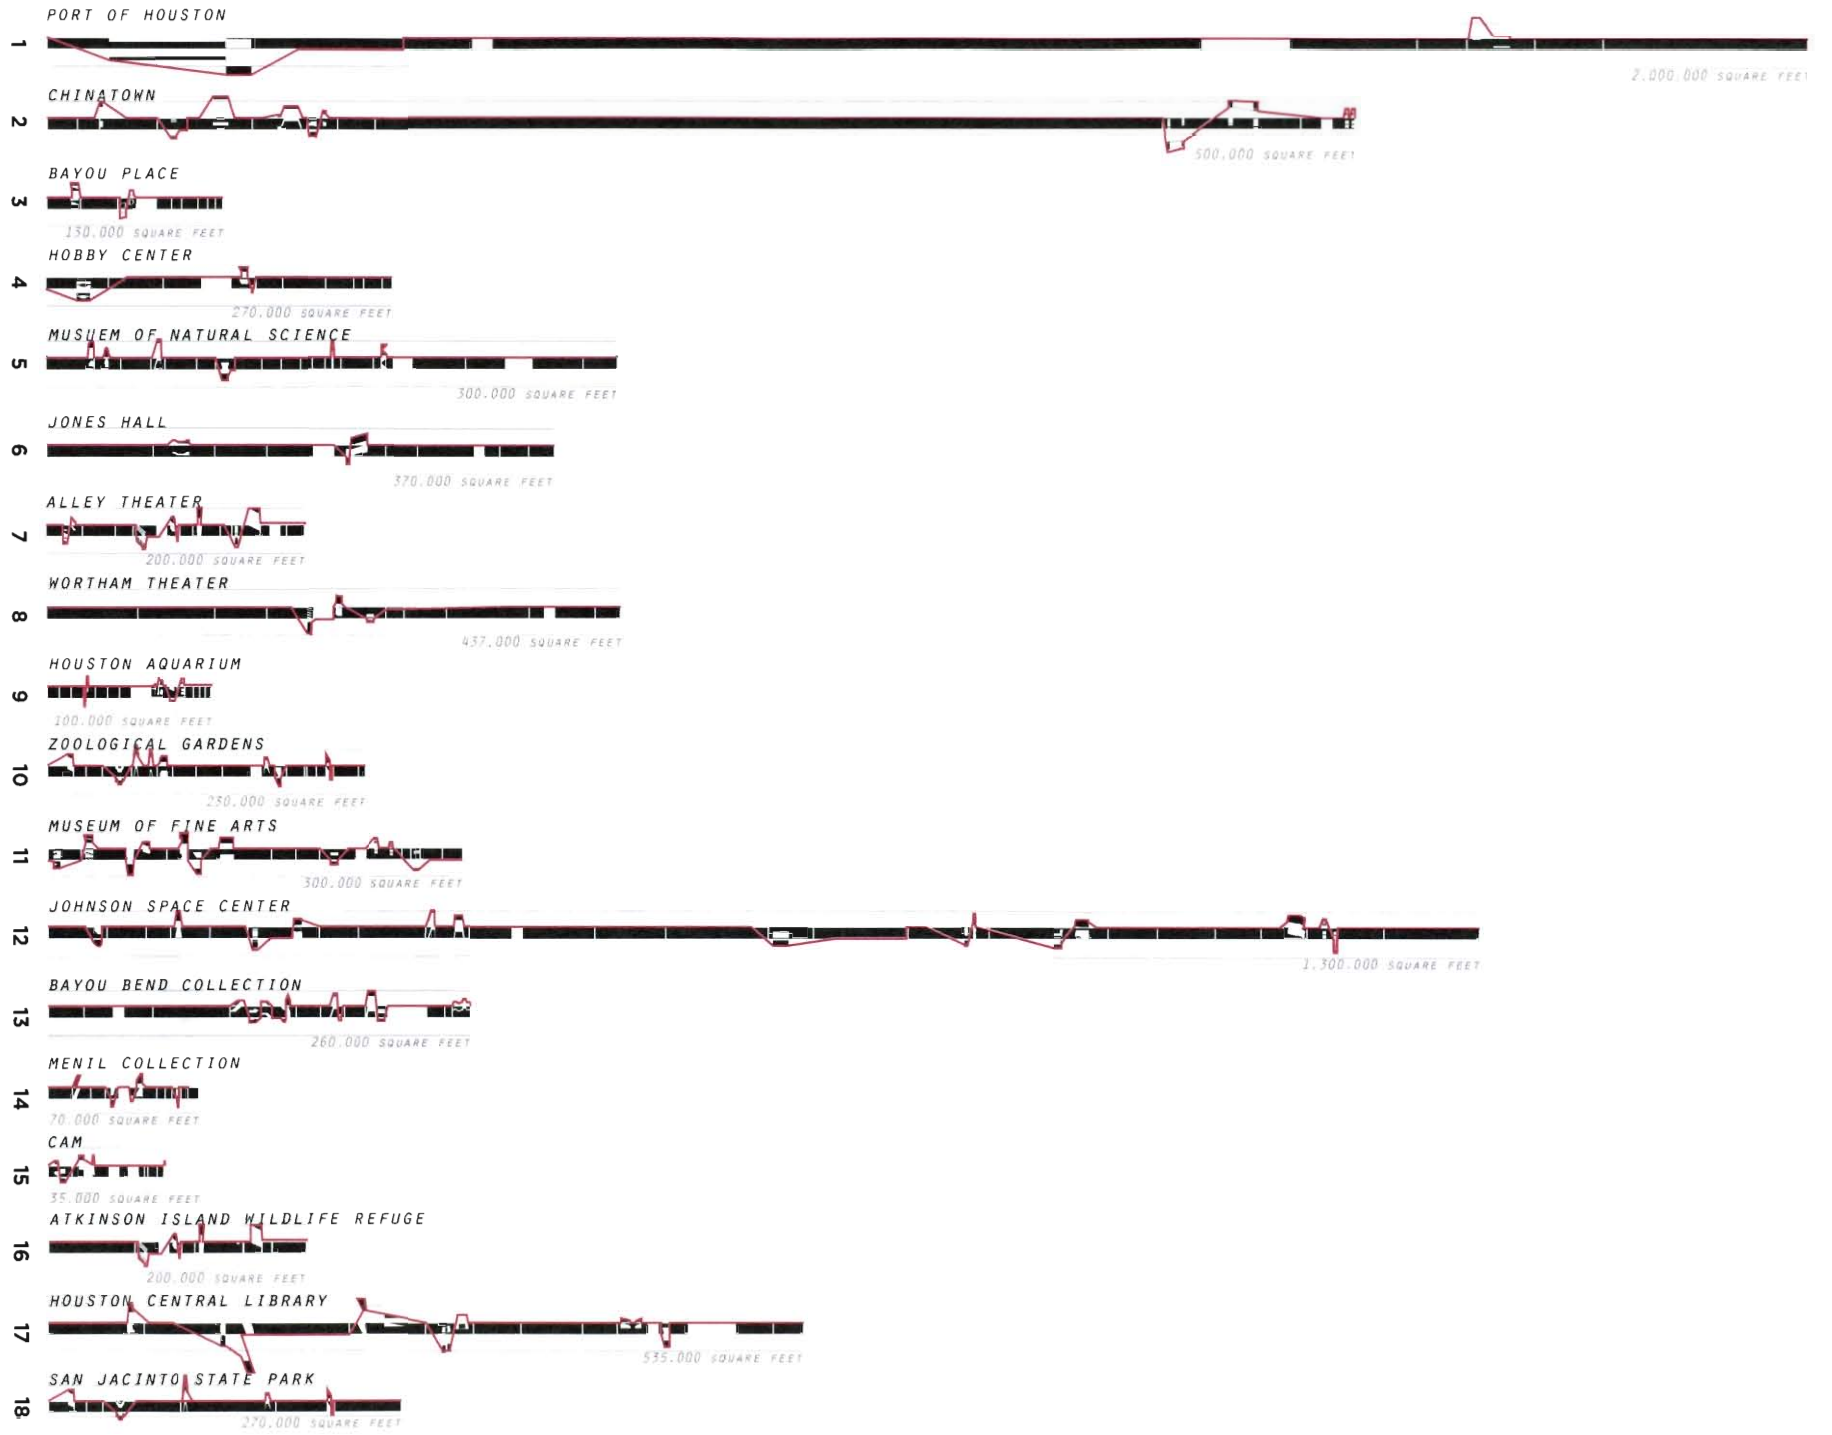 PORT OF HOUSTON
1
2.000.000 SQUARE FEET
CHINATOWN
2
500.000 SQUARE FEET
BAYOU PLACE
3
130.000 SQUARE FEET
HOBBY CENTER
4
270.000 SQUARE FEET
MUSUEM OF NATURAL SCIENCE
5
300.000 SQUARE FEET
JONES HALL
6
370.000 SQUARE FEET
ALLEY THEATER
7
200.000 SQUARE FEET
WORTHAM THEATER
8
437.000 SQUARE FEET
HOUSTON AQUARIUM
9
100.000 SQUARE FEET
ZOOLOGICAL GARDENS
10
230.000 SQUARE FEET
MUSEUM OF FINE ARTS
11
300.000 SQUARE FEET
JOHNSON SPACE CENTER
12
1.300.000 SQUARE FEET
BAYOU BEND COLLECTION
13
260.000 SQUARE FEET
MENIL COLLECTION
14
70.000 SQUARE FEET
CAM
15
35.000 SQUARE FEET
ATKINSON ISLAND WILDLIFE REFUGE
16
200.000 SQUARE FEET
HOUSTON CENTRAL LIBRARY
17
535.000 SQUARE FEET
SAN JACINTO STATE PARK
18
270.000 SQUARE FEET